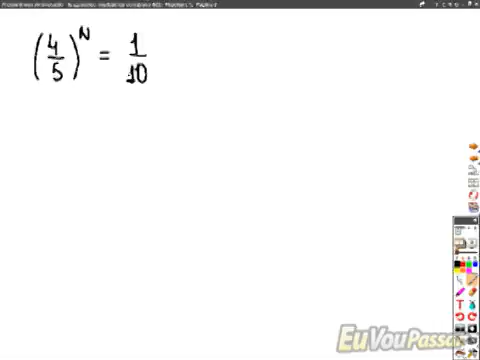 (4/5)^N = 1/10
EuVouPassar